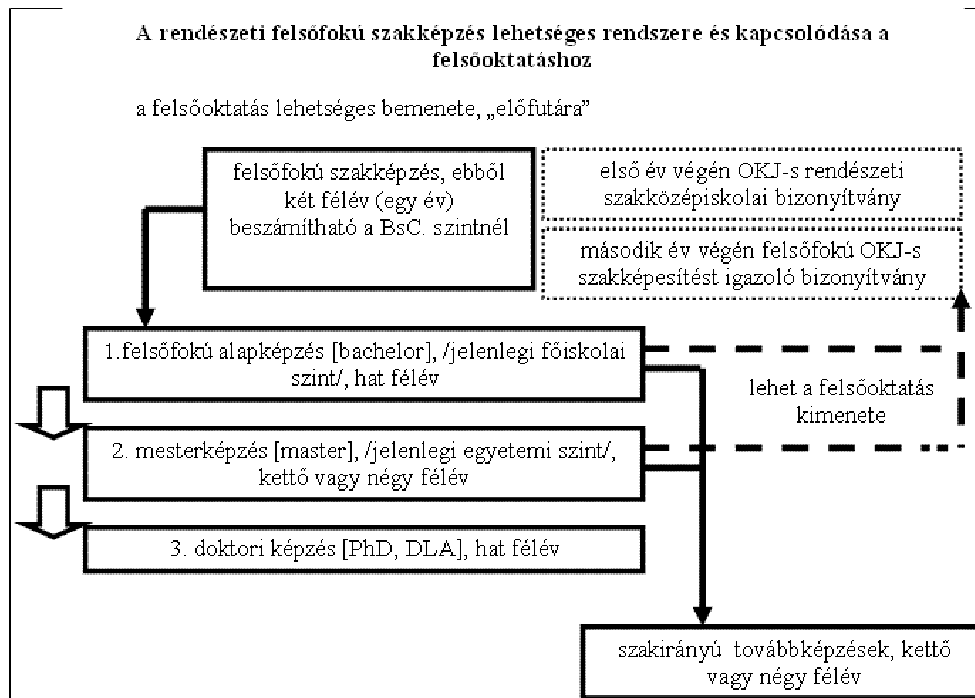 A rendészeti felsőfokú szakképzés lehetséges rendszere és kapcsolódása a
felsőoktatáshoz
a felsőoktatás lehetséges bemenete, „előfutára”
felsőfokú szakképzés, ebből
két félév (egy év)
beszámítható a BsC. szintnél
első év végén OKJ-s rendészeti
szakközépiskolai bizonyítvány
második év végén felsőfokú OKJ-s
szakképesítést igazoló bizonyítvány
1.felsőfokú alapképzés [bachelor], /jelenlegi főiskolai
szint/, hat félév
lehet a felsőoktatás
kimenete
2. mesterképzés [master], /jelenlegi egyetemi szint/,
kettő vagy négy félév
3. doktori képzés [PhD, DLA], hat félév
szakirányú továbbképzések, kettő
vagy négy félév